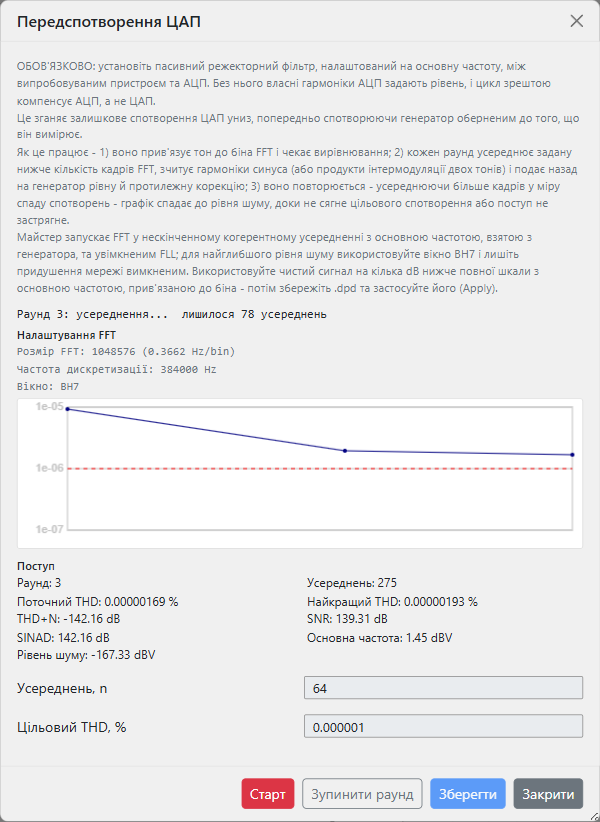 Передспотворення ЦАП
ОБОВ'ЯЗКОВО: установіть пасивний режекторний фільтр, налаштований на основну частоту, між
випробовуваним пристроєм та АЦП. Без нього власні гармоніки АЦП задають рівень, і цикл зрештою
компенсує АЦП, а не ЦАП.
Це зганяє залишкове спотворення ЦАП униз, попередньо спотворюючи генератор оберненим до того, що
він вимірює.
Як це працює - 1) воно прив'язує тон до біна FFT і чекає вирівнювання; 2) кожен раунд усереднює задану
нижче кількість кадрів FFT, зчитує гармоніки синуса (або продукти інтермодуляції двох тонів) і подає назад
на генератор рівну й протилежну корекцію; 3) воно повторюється - усереднюючи більше кадрів у міру
спаду спотворень - графік спадає до рівня шуму, доки не сягне цільового спотворення або поступ не
застрягне.
Майстер запускає FFT у нескінченному когерентному усередненні з основною частотою, взятою з
генератора, та увімкненим FLL; для найглибшого рівня шуму використовуйте вікно BH7 і лишіть
придушення мережі вимкненим. Використовуйте чистий сигнал на кілька dB нижче повної шкали з
основною частотою, прив'язаною до біна - потім збережіть .dpd та застосуйте його (Apply).
Раунд 3: усереднення... лишилося 78 усереднень
Налаштування FFT
Розмір FFT: 1048576 (0.3662 Hz/bin)
Частота дискретизації: 384000 Hz
Вікно: BH7
1e-05
1e-06
1e-07
Поступ
Раунд: 3
Усереднень: 275
Поточний THD: 0.00000169 %
Найкращий THD: 0.00000193 %
THD+N: -142.16 dB
SNR: 139.31 dB
SINAD: 142.16 dB
Основна частота: 1.45 dBV
Рівень шуму: -167.33 dBV
Усереднень, n
64
Цільовий THD, %
0.000001
Старт
Зупинити раунд
Зберегти
Закрити